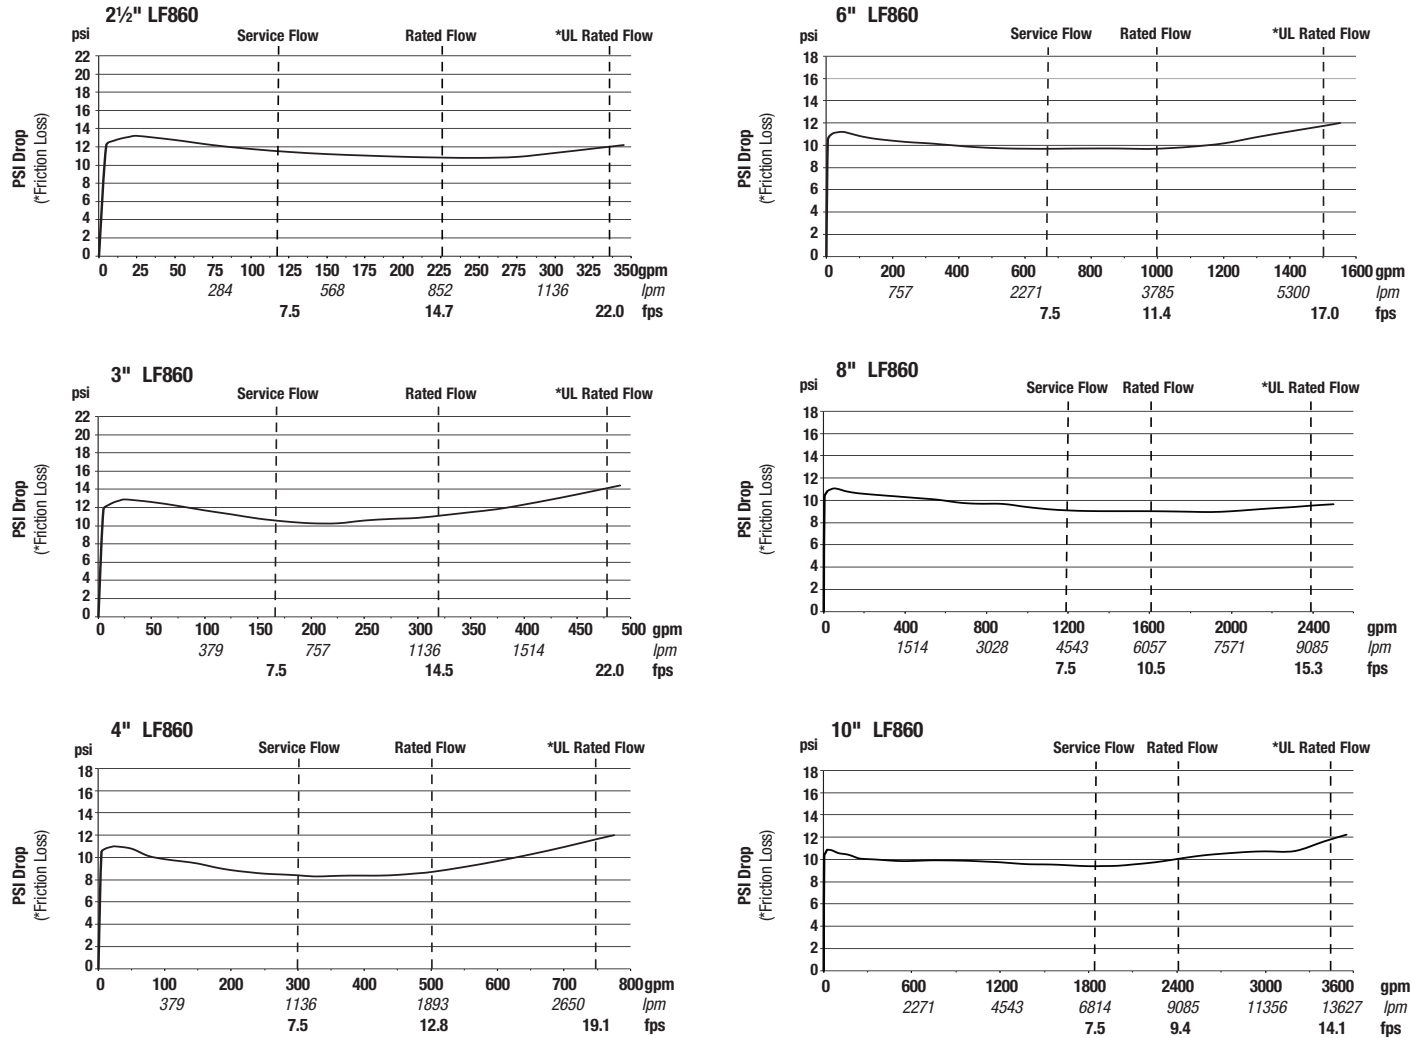 2½" LF860
psi
Service Flow
Rated Flow
*UL Rated Flow
22
20
18
16
14
12
10
8
6
4
2
0
PSI Drop
(*Friction Loss)
0 25 50 75 100 125 150 175 200 225 250 275 300 325 350gpm
284 568 852 1136 lpm
7.5 14.7 22.0 fps
3" LF860
psi
Service Flow
Rated Flow
*UL Rated Flow
22
20
18
16
14
12
10
8
6
4
2
0
PSI Drop
(*Friction Loss)
0 50 100 150 200 250 300 350 400 450 500 gpm
379 757 1136 1514 lpm
7.5 14.5 22.0 fps
4" LF860
psi
Service Flow
Rated Flow
*UL Rated Flow
18
16
14
12
10
8
6
4
2
0
PSI Drop
(*Friction Loss)
0 100 200 300 400 500 600 700 800gpm
379 1136 1893 2650 lpm
7.5 12.8 19.1 fps
6" LF860
psi
Service Flow
Rated Flow
*UL Rated Flow
18
16
14
12
10
8
6
4
2
0
PSI Drop
(*Friction Loss)
0 200 400 600 800 1000 1200 1400 1600gpm
757 2271 3785 5300 lpm
7.5 11.4 17.0 fps
8" LF860
psi
Service Flow
Rated Flow
*UL Rated Flow
18
16
14
12
10
8
6
4
2
0
PSI Drop
(*Friction Loss)
0 400 800 1200 1600 2000 2400 gpm
1514 3028 4543 6057 7571 9085 lpm
7.5 10.5 15.3 fps
10" LF860
psi
Service Flow
Rated Flow
*UL Rated Flow
18
16
14
12
10
8
6
4
2
0
PSI Drop
(*Friction Loss)
0 600 1200 1800 2400 3000 3600 gpm
2271 4543 6814 9085 11356 13627 lpm
7.5 9.4 14.1 fps